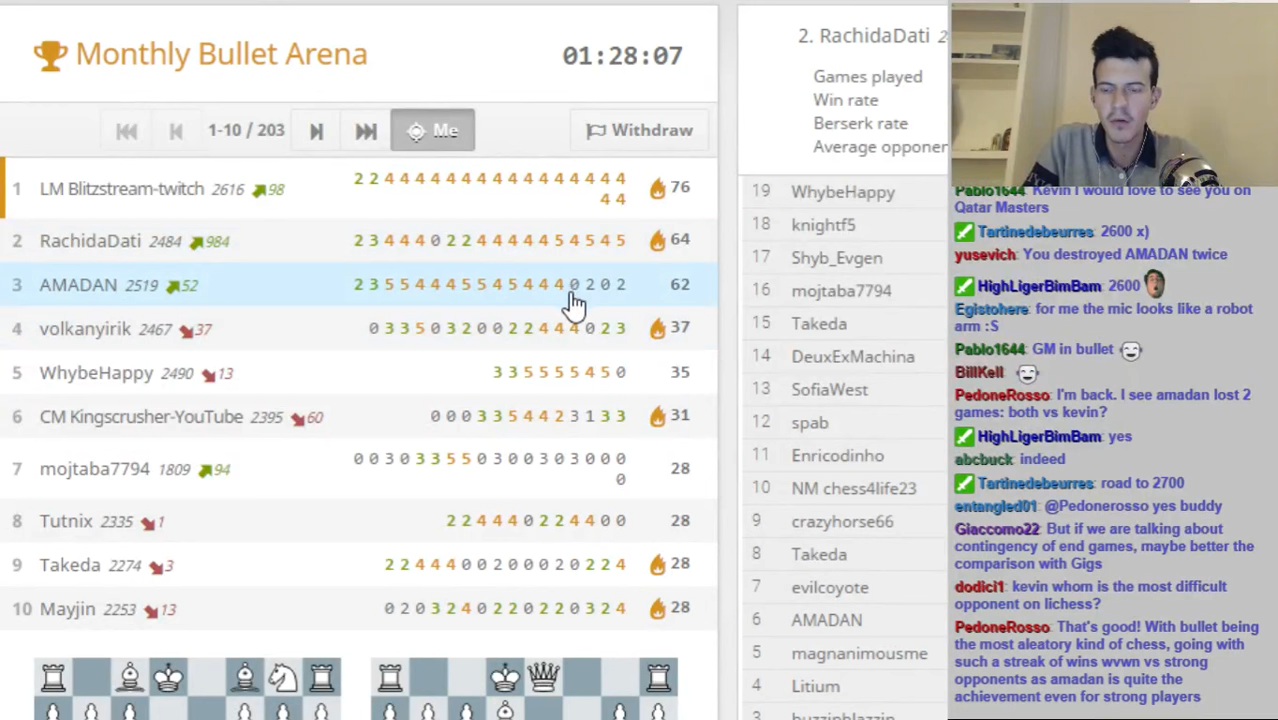 Monthly Bullet Arena
01:28:07
1-10 / 203
Me
Withdraw
1 LM Blitzstream-twitch 2616 98 2 2 4 4 4 4 4 4 4 4 4 4 4 4 4 4 4 4 76
4 4
2 RachidaDati 2484 984 2 3 4 4 4 0 2 2 4 4 4 4 4 5 4 5 4 5 64
3 AMADAN 2519 52 2 3 5 5 4 4 4 5 5 4 5 4 4 4 0 2 0 2 62
4 volkanyirik 2467 37 0 3 3 5 0 3 2 0 0 2 2 4 4 4 0 2 3 37
5 WhybeHappy 2490 13 3 3 5 5 5 5 4 5 0 35
6 CM Kingscrusher-YouTube 2395 60 0 0 0 3 3 5 4 4 2 3 1 3 3 31
7 mojtaba7794 1809 94 0 0 3 0 3 3 5 5 0 3 0 0 3 0 3 0 0 0 28
0
8 Tutnix 2335 1 2 2 4 4 4 0 2 2 4 4 0 0 28
9 Takeda 2274 3 2 2 4 4 4 0 0 2 0 0 0 2 0 2 2 4 28
10 Mayjin 2253 13 0 2 0 3 2 4 0 2 2 0 2 2 0 3 2 4 28
2. RachidaDati
Games played
Win rate
Berserk rate
Average opponen
19 WhybeHappy
18 knightf5
17 Shyb_Evgen
16 mojtaba7794
15 Takeda
14 DeuxExMachina
13 SofiaWest
12 spab
11 Enricodinho
10 NM chess4life23
9 crazyhorse66
8 Takeda
7 evilcoyote
6 AMADAN
5 magnanimousme
4 Litium
3 buzzinblazzin
Pablo1644: Kevin I would love to see you on
Qatar Masters
Tartinedebeurres: 2600 x)
yusevich: You destroyed AMADAN twice
HighLigerBimBam: 2600
Egistohere: for me the mic looks like a robot
arm :S
Pablo1644: GM in bullet
BillKell:
PedoneRosso: I'm back. I see amadan lost 2
games: both vs kevin?
HighLigerBimBam: yes
abcbuck: indeed
Tartinedebeurres: road to 2700
entangled01: @Pedonerosso yes buddy
Giaccomo22: But if we are talking about
contingency of end games, maybe better the
comparison with Gigs
dodici1: kevin whom is the most difficult
opponent on lichess?
PedoneRosso: That's good! With bullet being
the most aleatory kind of chess, going with
such a streak of wins wvwn vs strong
opponents as amadan is quite the
achievement even for strong players